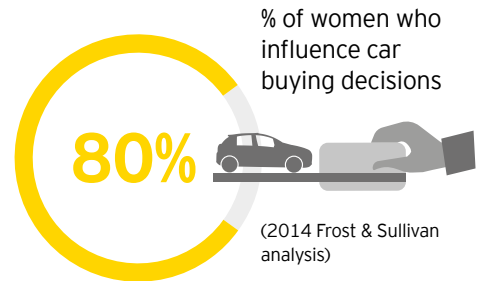 % of women who
influence car
buying decisions
80%
(2014 Frost & Sullivan
analysis)